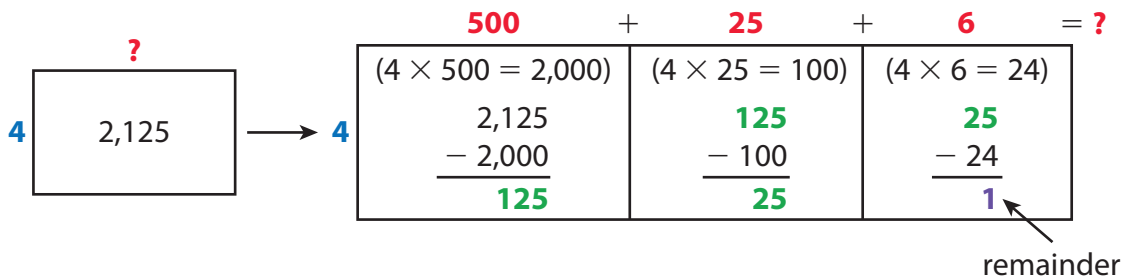 500 + 25 + 6 = ?
?
(4 × 500 = 2,000) (4 × 25 = 100) (4 × 6 = 24)
4 2,125 4
2,125 125 25
− 2,000 − 100 − 24
125 25 1
remainder